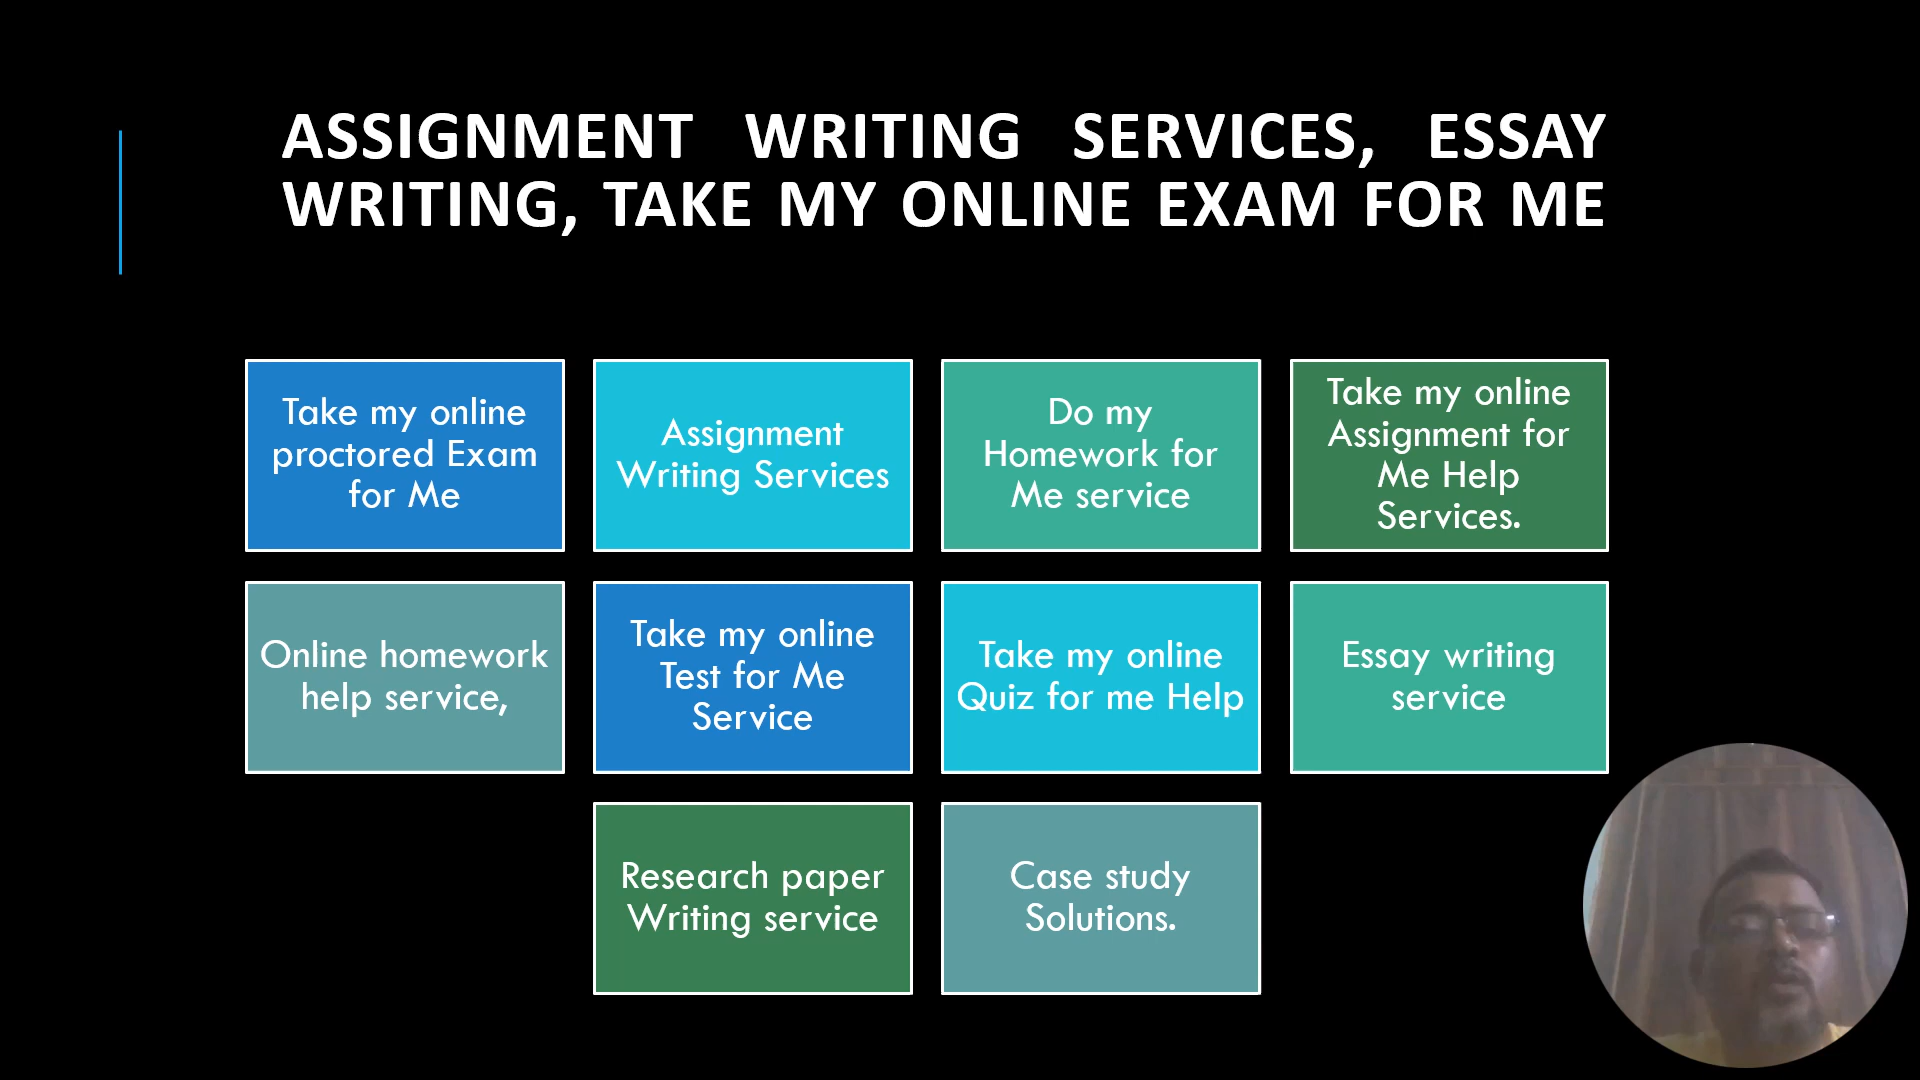 ASSIGNMENT WRITING SERVICES, ESSAY
WRITING, TAKE MY ONLINE EXAM FOR ME
Take my online
proctored Exam
for Me
Assignment
Writing Services
Do my
Homework for
Me service
Take my online
Assignment for
Me Help
Services.
Online homework
help service,
Take my online
Test for Me
Service
Take my online
Quiz for me Help
Essay writing
service
Research paper
Writing service
Case study
Solutions.